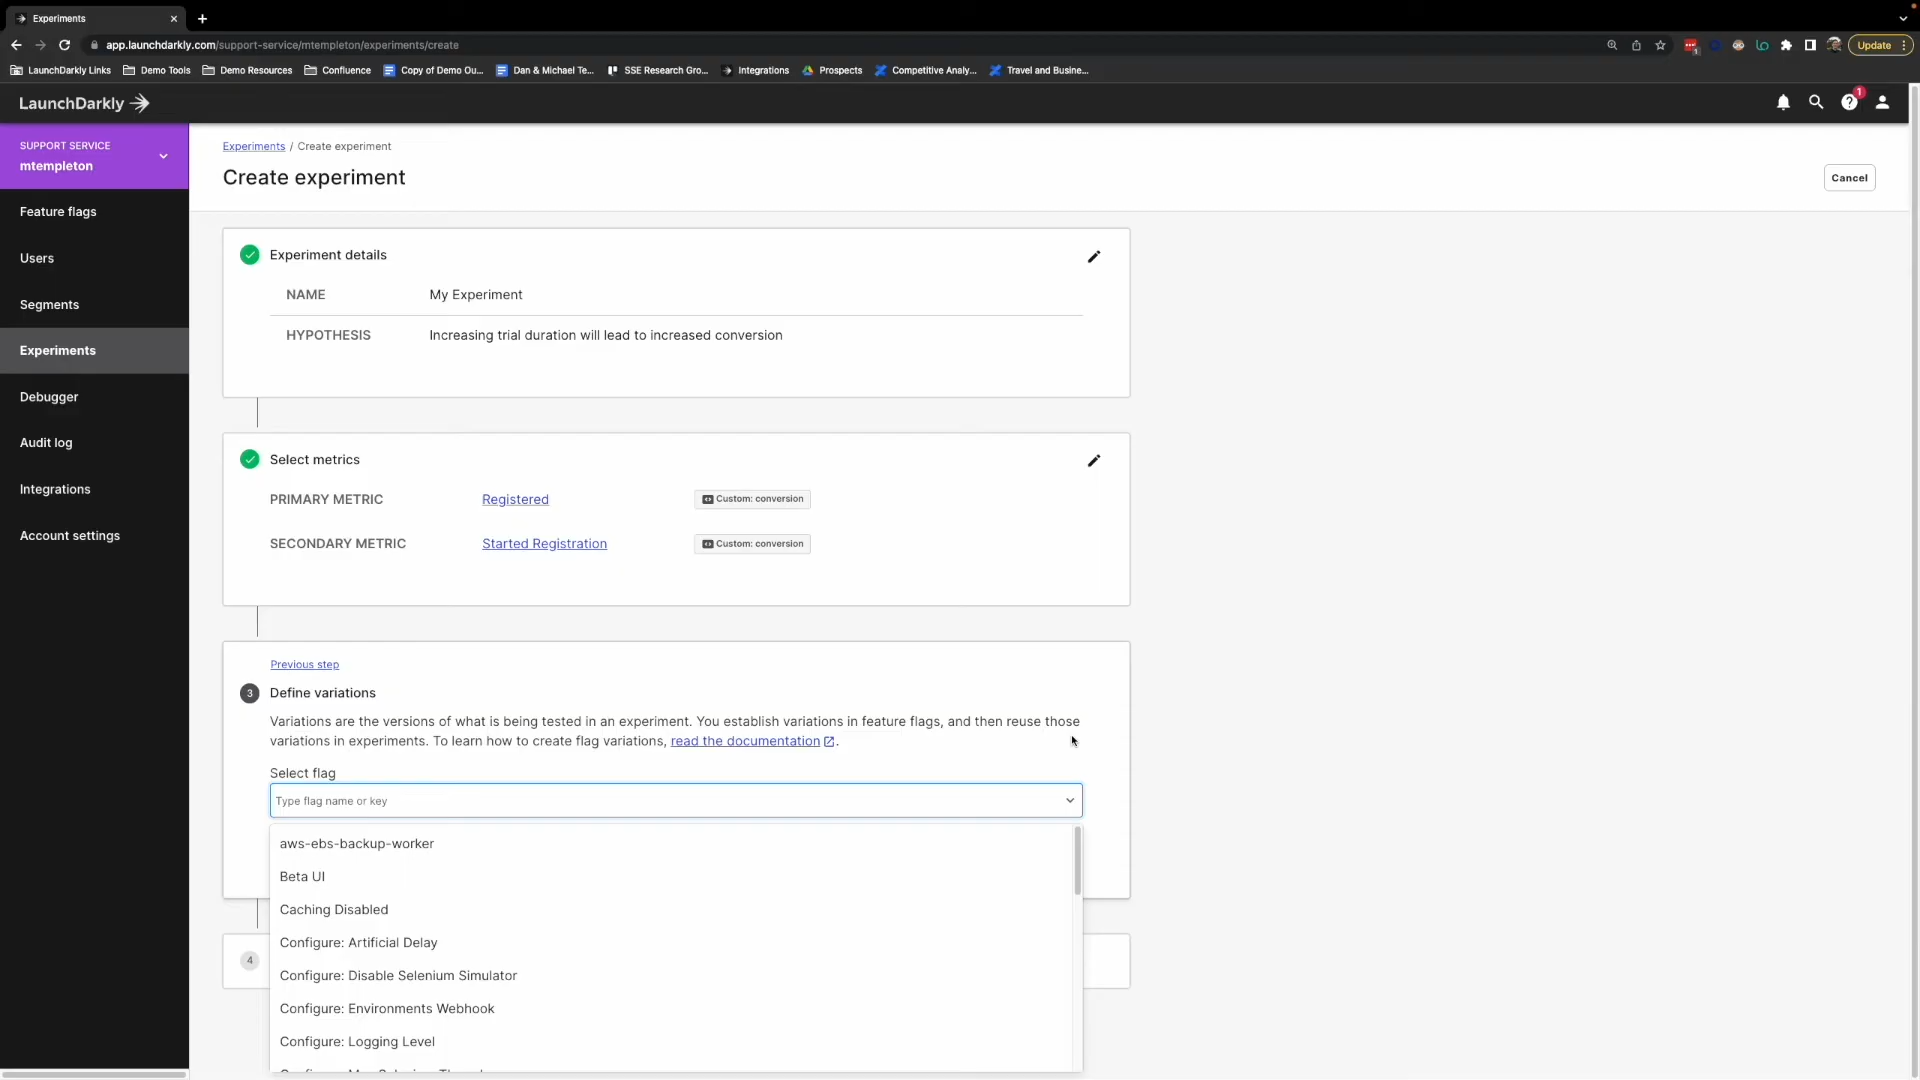 Experiments
app.launchdarkly.com/support-service/mtempleton/experiments/create
Update
LaunchDarkly Links
Demo Tools
Demo Resources
Confluence
Copy of Demo Ou...
Dan & Michael Te...
SSE Research Gro...
Integrations
Prospects
Competitive Analy...
Travel and Busine...
LaunchDarkly
1
SUPPORT SERVICE
mtempleton
Feature flags
Users
Segments
Experiments
Debugger
Audit log
Integrations
Account settings
Experiments / Create experiment
Create experiment
Cancel
Experiment details
NAME My Experiment
HYPOTHESIS Increasing trial duration will lead to increased conversion
Select metrics
PRIMARY METRIC Registered Custom: conversion
SECONDARY METRIC Started Registration Custom: conversion
Previous step
3 Define variations
Variations are the versions of what is being tested in an experiment. You establish variations in feature flags, and then reuse those
variations in experiments. To learn how to create flag variations, read the documentation.
Select flag
Type flag name or key
aws-ebs-backup-worker
Beta UI
Caching Disabled
Configure: Artificial Delay
4
Configure: Disable Selenium Simulator
Configure: Environments Webhook
Configure: Logging Level